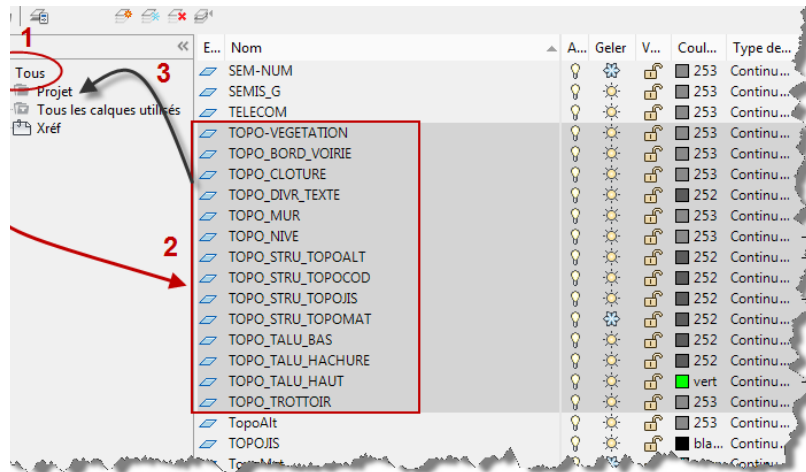 1
E... Nom A... Geler V... Coul... Type de...
Tous
3
Projet
Tous les calques utilisés
Xréf
2
SEM-NUM 253 Continu...
SEMIS_G 253 Continu...
TELECOM 253 Continu...
TOPO-VEGETATION 253 Continu...
TOPO_BORD_VOIRIE 253 Continu...
TOPO_CLOTURE 253 Continu...
TOPO_DIVR_TEXTE 252 Continu...
TOPO_MUR 253 Continu...
TOPO_NIVE 253 Continu...
TOPO_STRU_TOPOALT 252 Continu...
TOPO_STRU_TOPOCOD 252 Continu...
TOPO_STRU_TOPOJIS 252 Continu...
TOPO_STRU_TOPOMAT 252 Continu...
TOPO_TALU_BAS 252 Continu...
TOPO_TALU_HACHURE 252 Continu...
TOPO_TALU_HAUT vert Continu...
TOPO_TROTTOIR 253 Continu...
TopoAlt 253 Continu...
TOPOJIS bla... Continu...